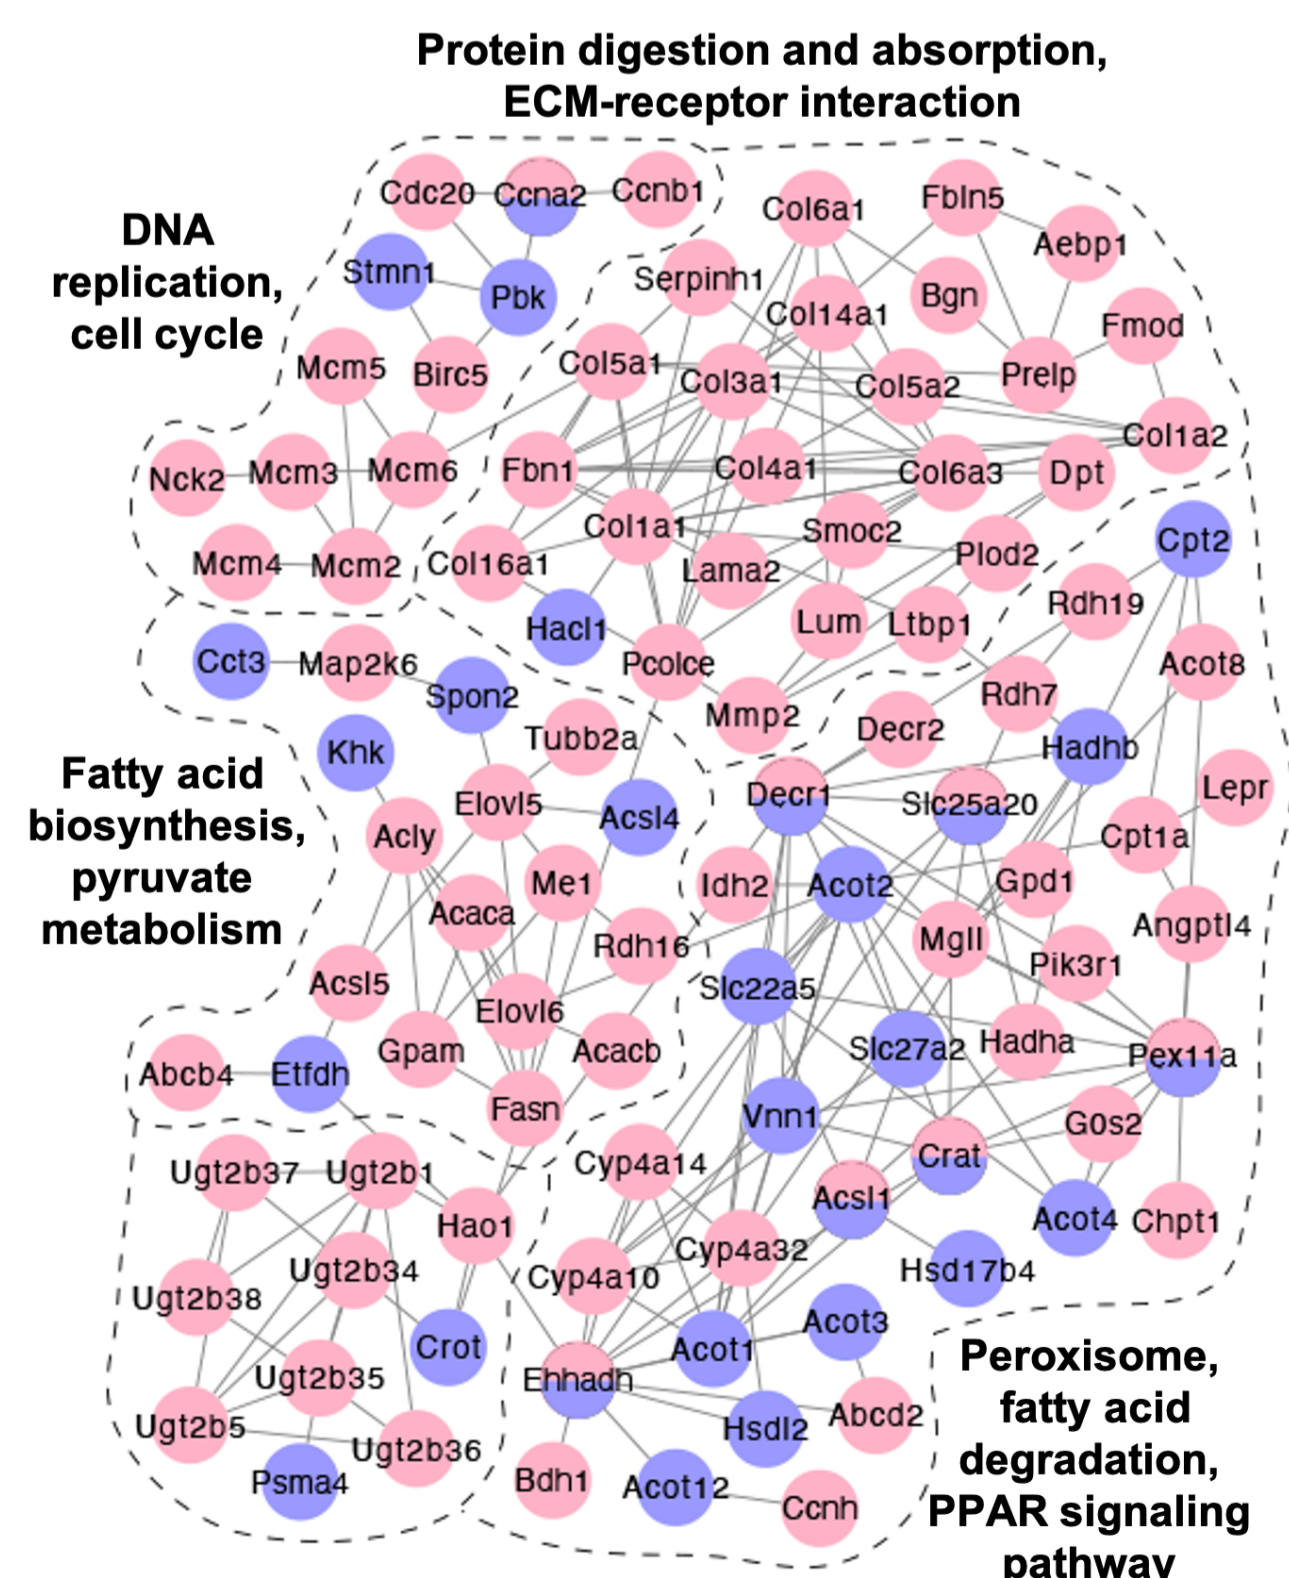 Protein digestion and absorption,
ECM-receptor interaction
DNA
replication,
cell cycle
Cdc20
Ccna2
Ccnb1
Stmn1
Pbk
Mcm5
Birc5
Nck2
Mcm3
Mcm6
Mcm4
Mcm2
Col6a1
Fbln5
Aebp1
Serpinh1
Bgn
Col14a1
Fmod
Col5a1
Col3a1
Col5a2
Prelp
Col1a2
Fbn1
Col4a1
Col6a3
Dpt
Col1a1
Smoc2
Col16a1
Lama2
Plod2
Hacl1
Lum
Ltbp1
Pcolce
Mmp2
Fatty acid
biosynthesis,
pyruvate
metabolism
Cct3
Map2k6
Spon2
Khk
Tubb2a
Elovl5
Acsl4
Acly
Me1
Acaca
Rdh16
Acsl5
Elovl6
Gpam
Acacb
Abcb4
Etfdh
Fasn
Ugt2b37
Ugt2b1
Hao1
Ugt2b34
Ugt2b38
Crot
Ugt2b35
Ugt2b5
Ugt2b36
Psma4
Cpt2
Rdh19
Acot8
Rdh7
Decr2
Hadhb
Decr1
Slc25a20
Lepr
Cpt1a
Idh2
Acot2
Gpd1
Mgll
Angptl4
Pik3r1
Slc22a5
Slc27a2
Hadha
Pex11a
Vnn1
G0s2
Cyp4a14
Crat
Acsl1
Acot4
Chpt1
Cyp4a32
Cyp4a10
Hsd17b4
Acot3
Acot1
Ehhadh
Hsdl2
Abcd2
Bdh1
Acot12
Ccnh
Peroxisome,
fatty acid
degradation,
PPAR signaling
pathway